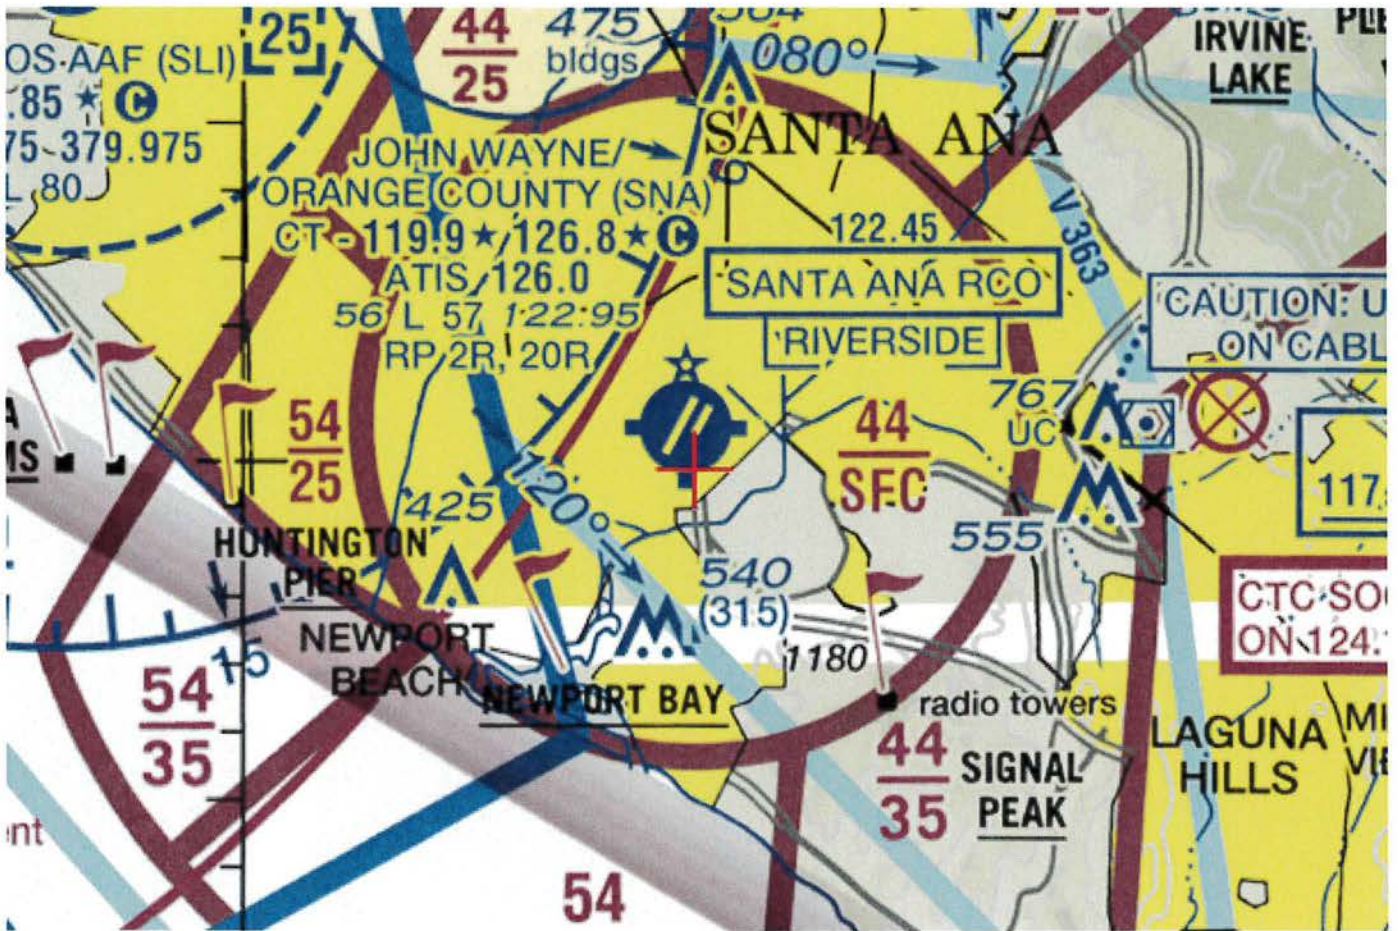 25
44
25
475
bldgs
080°
IRVINE
LAKE
OS AAF (SLI)
.85 ★ C
75 379.975
L 80
SANTA ANA
JOHN WAYNE/
ORANGE COUNTY (SNA)
CT - 119.9 ★ 126.8 ★ C
ATIS 126.0
56 L 57 122.95
RP 2R, 20R
122.45
SANTA ANA RCO
RIVERSIDE
V 363
CAUTION: U
ON CABL
767
UC
54
25
44
SFC
425
120°
555
117.
HUNTINGTON
PIER
540
(315)
CTC SO
ON 124.
NEWPORT
BEACH
15
1180
NEWPORT BAY
radio towers
54
35
44
35
SIGNAL
PEAK
LAGUNA
HILLS
MI
VI
nt
54